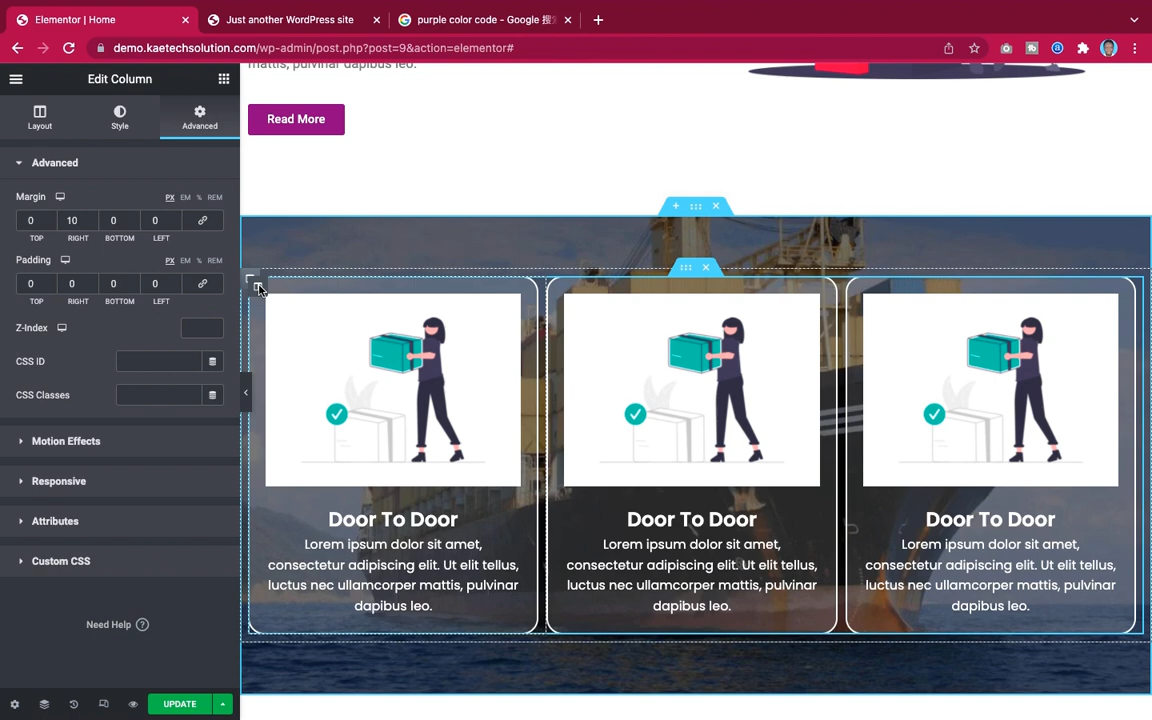 Elementor | Home
Just another WordPress site
purple color code - Google 搜
demo.kaetechsolution.com/wp-admin/post.php?post=9&action=elementor#
Edit Column
Layout
Style
Advanced
Advanced
Margin
PX EM % REM
0 10 0 0
TOP RIGHT BOTTOM LEFT
Padding
PX EM % REM
0 0 0 0
TOP RIGHT BOTTOM LEFT
Z-Index
CSS ID
CSS Classes
Motion Effects
Responsive
Attributes
Custom CSS
Need Help ?
UPDATE
mattis, pulvinar dapibus leo.
Read More
Door To Door
Lorem ipsum dolor sit amet,
consectetur adipiscing elit. Ut elit tellus,
luctus nec ullamcorper mattis, pulvinar
dapibus leo.
Door To Door
Lorem ipsum dolor sit amet,
consectetur adipiscing elit. Ut elit tellus,
luctus nec ullamcorper mattis, pulvinar
dapibus leo.
Door To Door
Lorem ipsum dolor sit amet,
consectetur adipiscing elit. Ut elit tellus,
luctus nec ullamcorper mattis, pulvinar
dapibus leo.